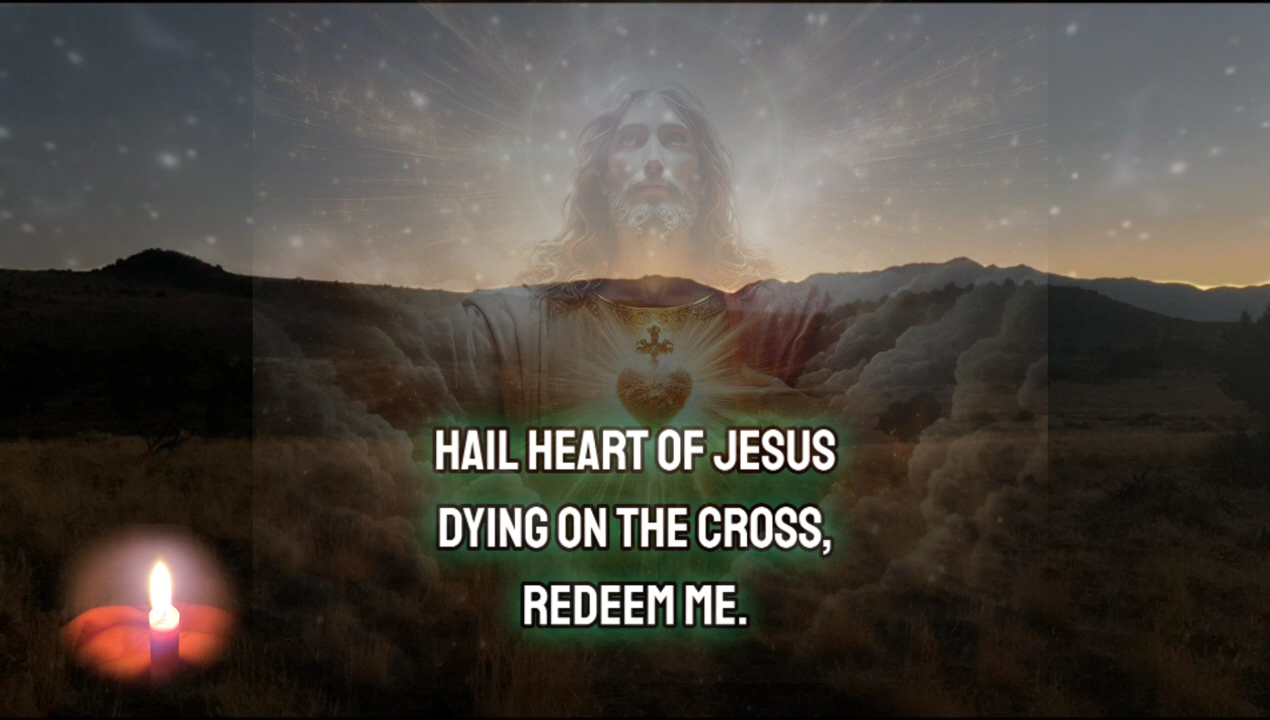 HAIL HEART OF JESUS
DYING ON THE CROSS,
REDEEM ME.